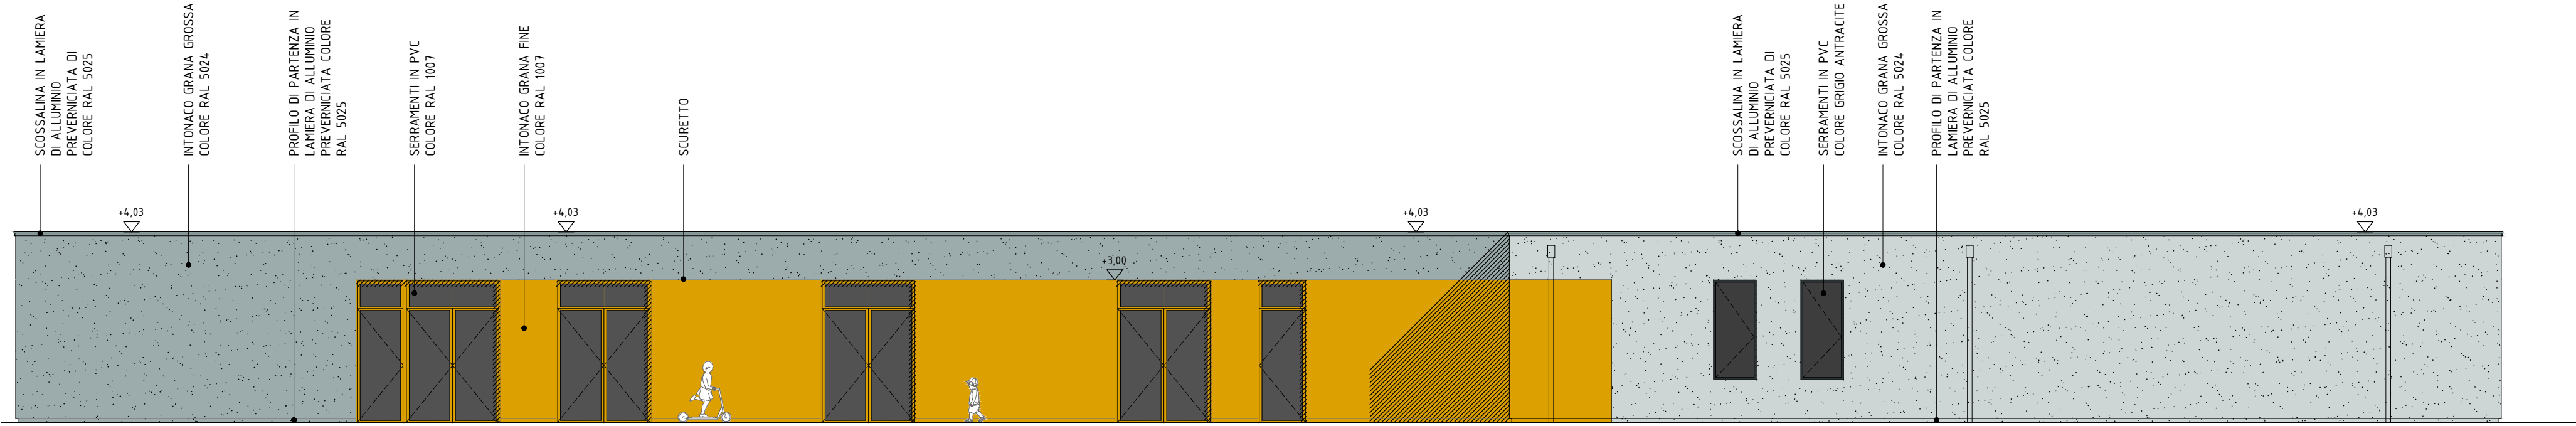 SCOSSALINA IN LAMIERA
DI ALLUMINIO
PREVERNICIATA DI
COLORE RAL 5025
INTONACO GRANA GROSSA
COLORE RAL 5024
PROFILO DI PARTENZA IN
LAMIERA DI ALLUMINIO
PREVERNICIATA COLORE
RAL 5025
SERRAMENTI IN PVC
COLORE RAL 1007
INTONACO GRANA FINE
COLORE RAL 1007
SCURETTO
SCOSSALINA IN LAMIERA
DI ALLUMINIO
PREVERNICIATA DI
COLORE RAL 5025
SERRAMENTI IN PVC
COLORE GRIGIO ANTRACITE
INTONACO GRANA GROSSA
COLORE RAL 5024
PROFILO DI PARTENZA IN
LAMIERA DI ALLUMINIO
PREVERNICIATA COLORE
RAL 5025
+4,03
+4,03
+4,03
+4,03
+3,00